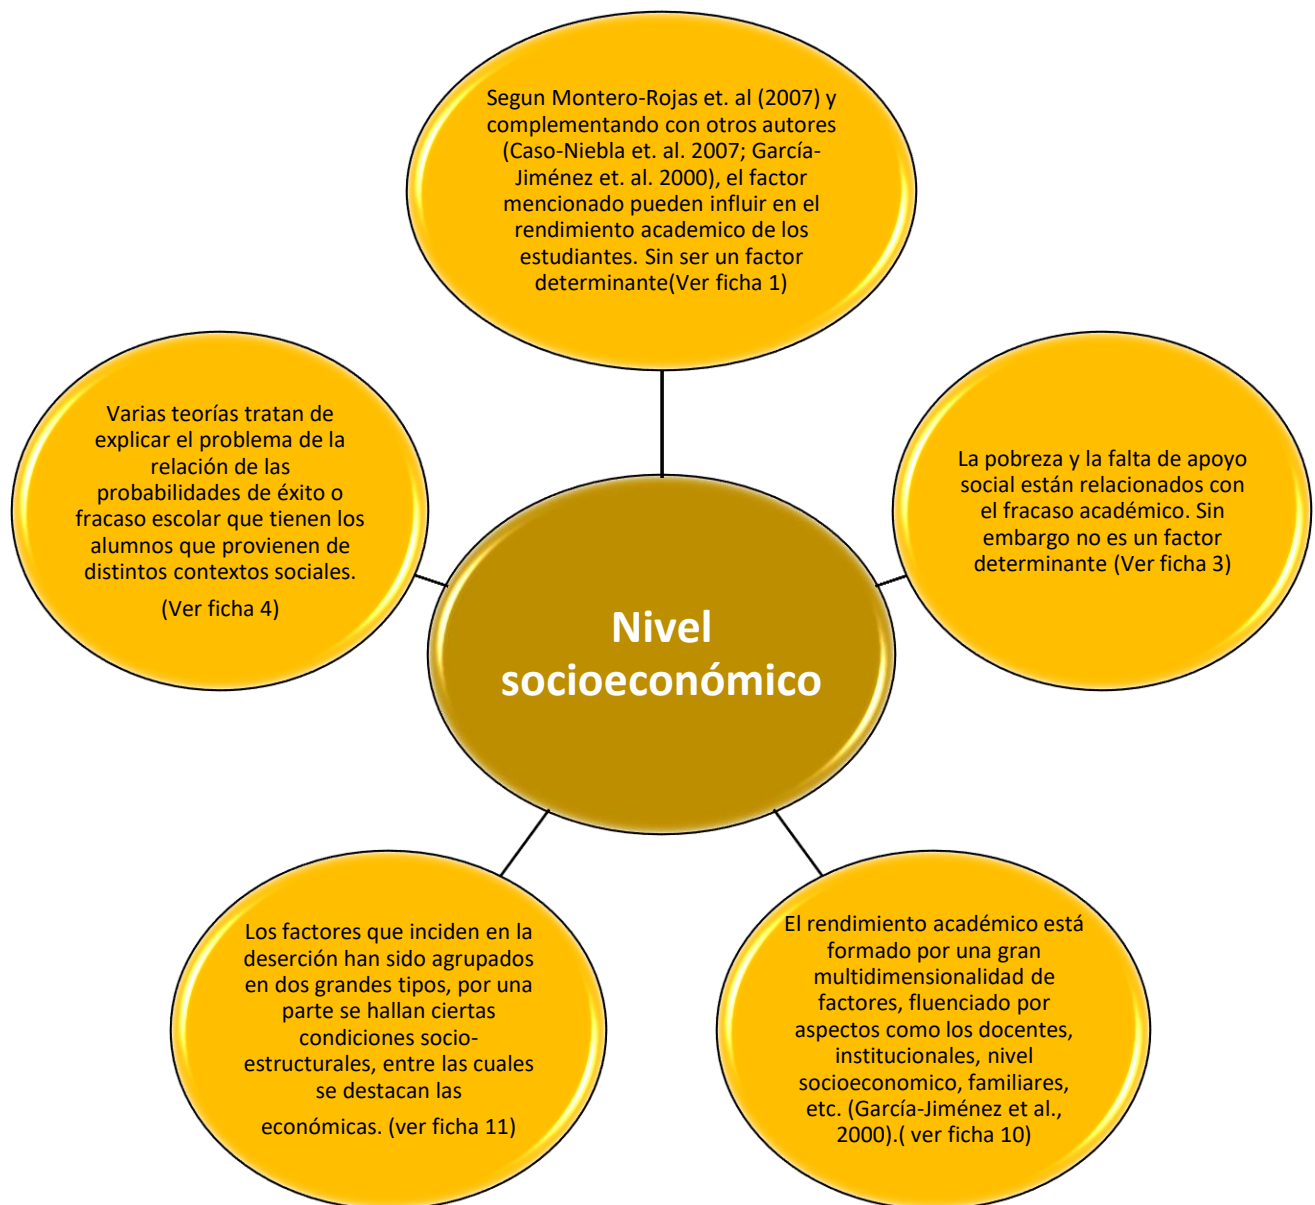 Segun Montero-Rojas et. al (2007) y
complementando con otros autores
(Caso-Niebla et. al. 2007; García-
Jiménez et. al. 2000), el factor
mencionado pueden influir en el
rendimiento academico de los
estudiantes. Sin ser un factor
determinante(Ver ficha 1)
Varias teorías tratan de
explicar el problema de la
relación de las
probabilidades de éxito o
fracaso escolar que tienen los
alumnos que provienen de
distintos contextos sociales.
(Ver ficha 4)
La pobreza y la falta de apoyo
social están relacionados con
el fracaso académico. Sin
embargo no es un factor
determinante (Ver ficha 3)
Nivel
socioeconómico
Los factores que inciden en la
deserción han sido agrupados
en dos grandes tipos, por una
parte se hallan ciertas
condiciones socio-
estructurales, entre las cuales
se destacan las
económicas. (ver ficha 11)
El rendimiento académico está
formado por una gran
multidimensionalidad de
factores, fluenciado por
aspectos como los docentes,
institucionales, nivel
socioeconomico, familiares,
etc. (García-Jiménez et al.,
2000).( ver ficha 10)